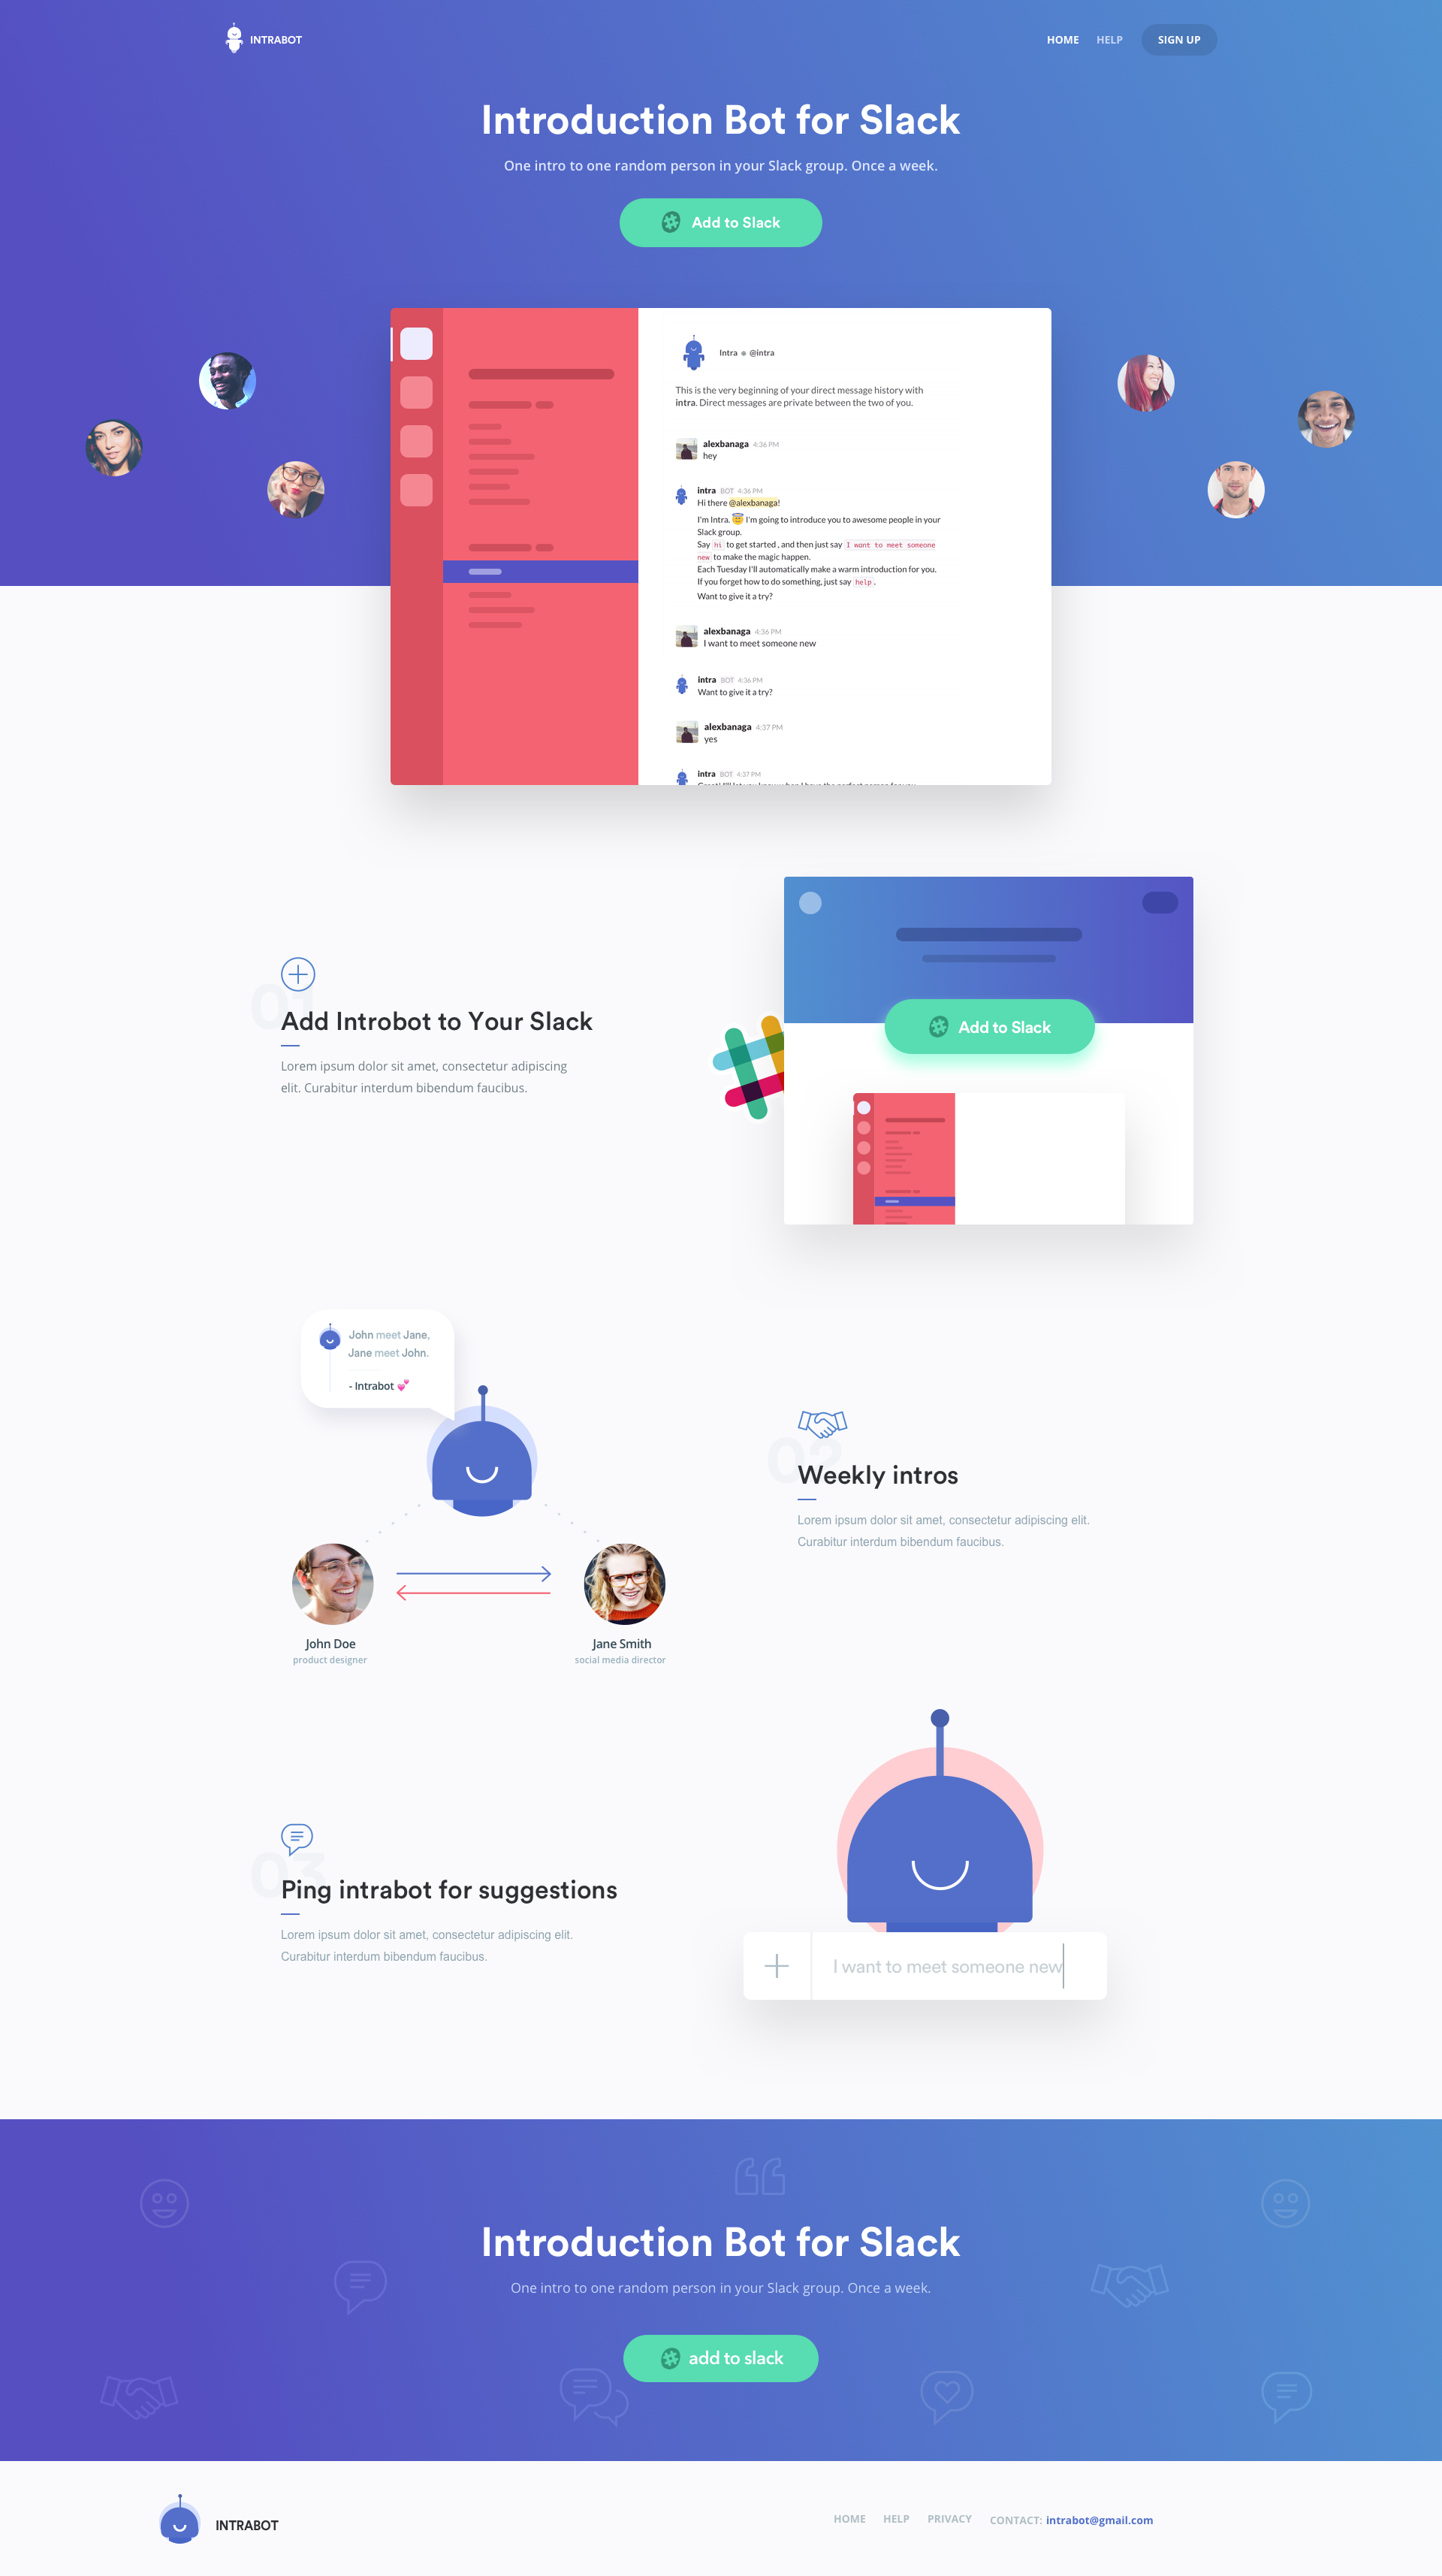 INTRABOT
HOME HELP SIGN UP
Introduction Bot for Slack
One intro to one random person in your Slack group. Once a week.
Add to Slack
Intra @intra
This is the very beginning of your direct message history with
intra. Direct messages are private between the two of you.
alexbanaga 4:36 PM
hey
intra BOT 4:36 PM
Hi there @alexbanaga!
I'm Intra. 😇 I'm going to introduce you to awesome people in your
Slack group.
Say hi to get started , and then just say I want to meet someone
new to make the magic happen.
Each Tuesday I'll automatically make a warm introduction for you.
If you forget how to do something, just say help .
Want to give it a try?
alexbanaga 4:36 PM
I want to meet someone new
intra BOT 4:36 PM
Want to give it a try?
alexbanaga 4:37 PM
yes
intra BOT 4:37 PM
01
Add Introbot to Your Slack
Lorem ipsum dolor sit amet, consectetur adipiscing
elit. Curabitur interdum bibendum faucibus.
Add to Slack
John meet Jane,
Jane meet John.
- Intrabot 💕
John Doe
product designer
Jane Smith
social media director
02
Weekly intros
Lorem ipsum dolor sit amet, consectetur adipiscing elit.
Curabitur interdum bibendum faucibus.
03
Ping intrabot for suggestions
Lorem ipsum dolor sit amet, consectetur adipiscing elit.
Curabitur interdum bibendum faucibus.
I want to meet someone new
Introduction Bot for Slack
One intro to one random person in your Slack group. Once a week.
add to slack
INTRABOT
HOME HELP PRIVACY CONTACT: intrabot@gmail.com